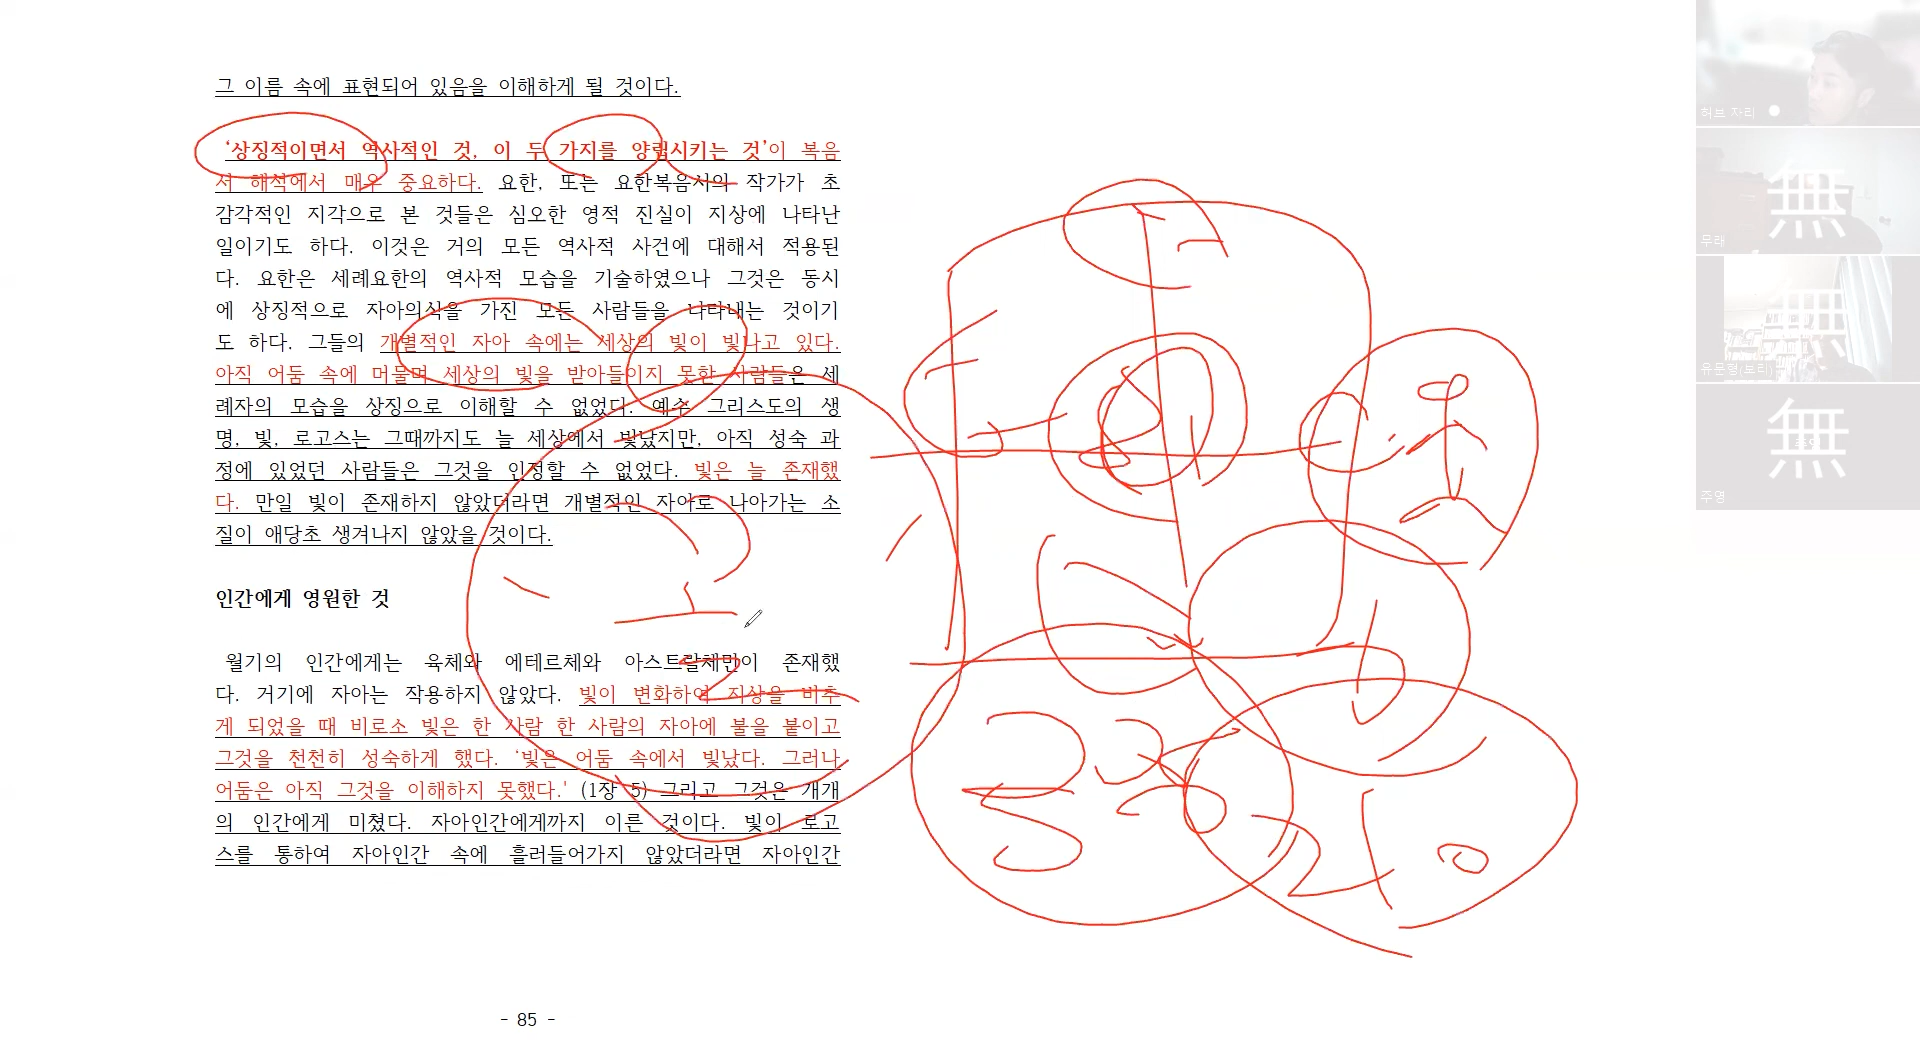 그 이름 속에 표현되어 있음을 이해하게 될 것이다.
‘상징적이면서 역사적인 것, 이 두 가지를 양립시키는 것’이 복음
서 해석에서 매우 중요하다. 요한, 또는 요한복음서의 작가가 초
감각적인 지각으로 본 것들은 심오한 영적 진실이 지상에 나타난
일이기도 하다. 이것은 거의 모든 역사적 사건에 대해서 적용된
다. 요한은 세례요한의 역사적 모습을 기술하였으나 그것은 동시
에 상징적으로 자아의식을 가진 모든 사람들을 나타내는 것이기
도 하다. 그들의 개별적인 자아 속에는 세상의 빛이 빛나고 있다.
아직 어둠 속에 머물며 세상의 빛을 받아들이지 못한 사람들은 세
례자의 모습을 상징으로 이해할 수 없었다. 예수 그리스도의 생
명, 빛, 로고스는 그때까지도 늘 세상에서 빛났지만, 아직 성숙 과
정에 있었던 사람들은 그것을 인정할 수 없었다. 빛은 늘 존재했
다. 만일 빛이 존재하지 않았더라면 개별적인 자아로 나아가는 소
질이 애당초 생겨나지 않았을 것이다.
인간에게 영원한 것
월기의 인간에게는 육체와 에테르체와 아스트랄체만이 존재했
다. 거기에 자아는 작용하지 않았다. 빛이 변화하여 지상을 비추
게 되었을 때 비로소 빛은 한 사람 한 사람의 자아에 불을 붙이고
그것을 천천히 성숙하게 했다. ‘빛은 어둠 속에서 빛났다. 그러나
어둠은 아직 그것을 이해하지 못했다.' (1장 5) 그리고 그것은 개개
의 인간에게 미쳤다. 자아인간에게까지 이른 것이다. 빛이 로고
스를 통하여 자아인간 속에 흘러들어가지 않았더라면 자아인간
- 85 -
허브 자리
無
무래
無
유문형(보리)
無
주영